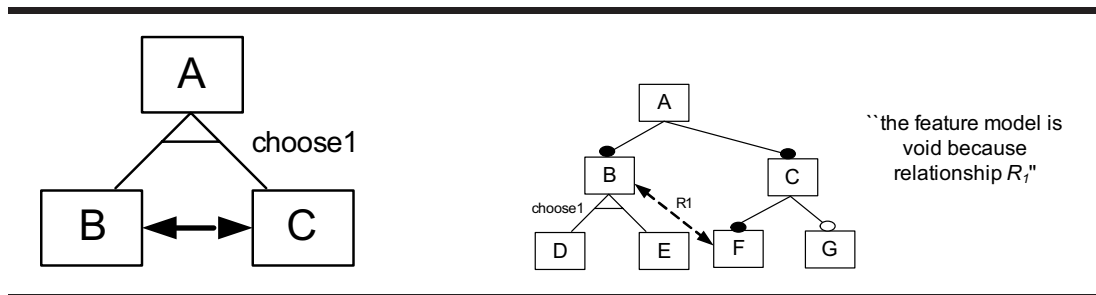 A
choose1
B
C
A
B
C
choose1
R1
D
E
F
G
``the feature model is
void because
relationship R1"